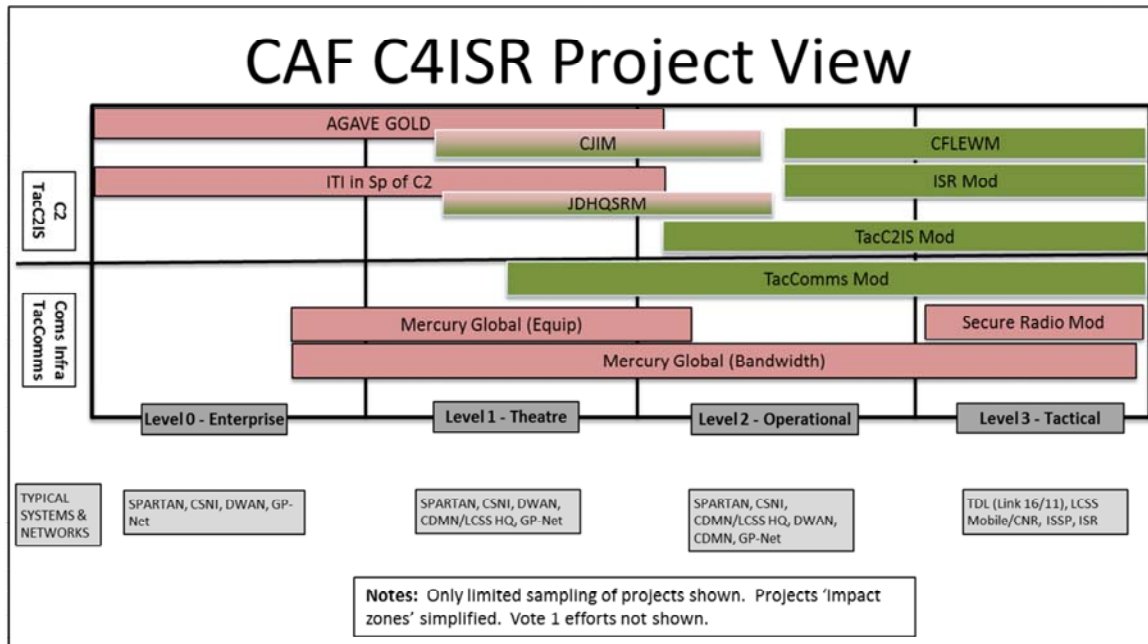 CAF C4ISR Project View
AGAVE GOLD
CJIM
CFLEWM
ITI in Sp of C2
ISR Mod
JDHQSRM
TacC2IS Mod
C2
TacC2IS
TacComms Mod
Mercury Global (Equip)
Secure Radio Mod
Mercury Global (Bandwidth)
Coms Infra
TacComms
Level 0 - Enterprise
Level 1 - Theatre
Level 2 - Operational
Level 3 - Tactical
TYPICAL
SYSTEMS &
NETWORKS
SPARTAN, CSNI, DWAN, GP-
Net
SPARTAN, CSNI, DWAN,
CDMN/LCSS HQ, GP-Net
SPARTAN, CSNI,
CDMN/LCSS HQ, DWAN,
CDMN, GP-Net
TDL (Link 16/11), LCSS
Mobile/CNR, ISSP, ISR
Notes: Only limited sampling of projects shown. Projects ‘Impact
zones’ simplified. Vote 1 efforts not shown.